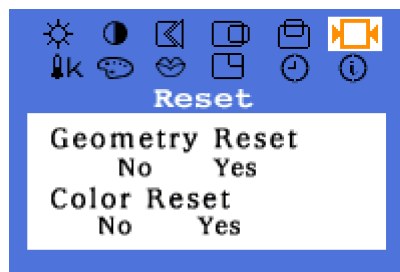 k
Reset
Geometry Reset
No Yes
Color Reset
No Yes